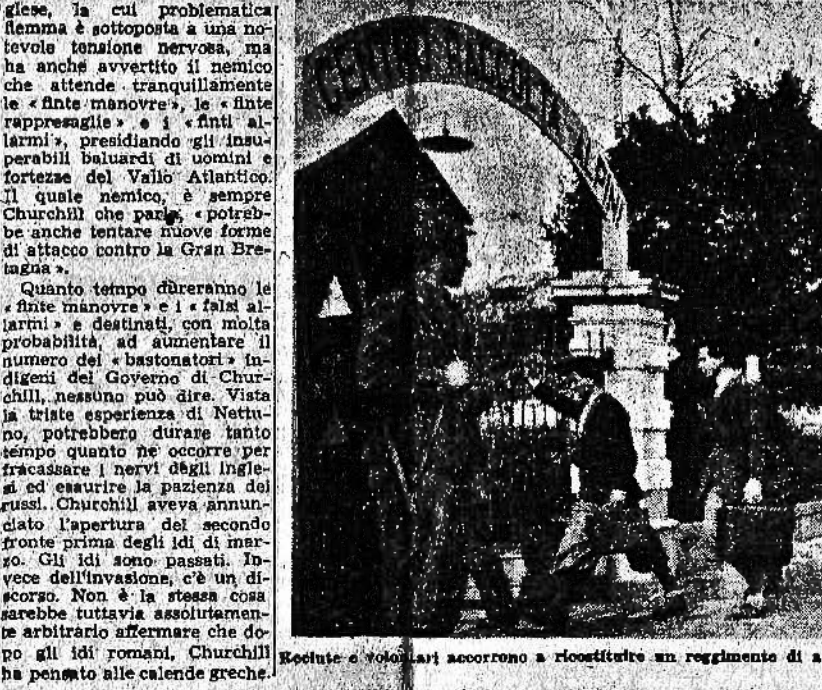 glese, la cui problematica
flemma è sottoposta a una no-
tevole tensione nervosa, ma
ha anche avvertito il nemico
che attende tranquillamente
le « finte manovre », le « finte
rappresaglie » e i « finti al-
larmi », presidiando gli insu-
perabili baluardi di uomini e
fortezze del Vallo Atlantico.
Il quale nemico, è sempre
Churchill che parla, « potreb-
be anche tentare nuove forme
di attacco contro la Gran Bre-
tagna ».
Quanto tempo dureranno le
« finte manovre » e i « falsi al-
larmi » e destinati, con molta
probabilità, ad aumentare il
numero dei « bastonatori » in-
digeni del Governo di Chur-
chill, nessuno può dire. Vista
la triste esperienza di Nettu-
no, potrebbero durare tanto
tempo quanto ne occorre per
fracassare i nervi degli ingle-
si ed esaurire la pazienza dei
russi. Churchill aveva annun-
ciato l'apertura del secondo
fronte prima degli idi di mar-
zo. Gli idi sono passati. In-
vece dell'invasione, c'è un di-
scorso. Non è la stessa cosa
sarebbe tuttavia assolutamen-
te arbitrario affermare che do-
po gli idi romani, Churchill
ha pensato alle calende greche.
CENTRO RACCOLTA ALPINI
Reclute e volontari accorrono a ricostituire un reggimento di a